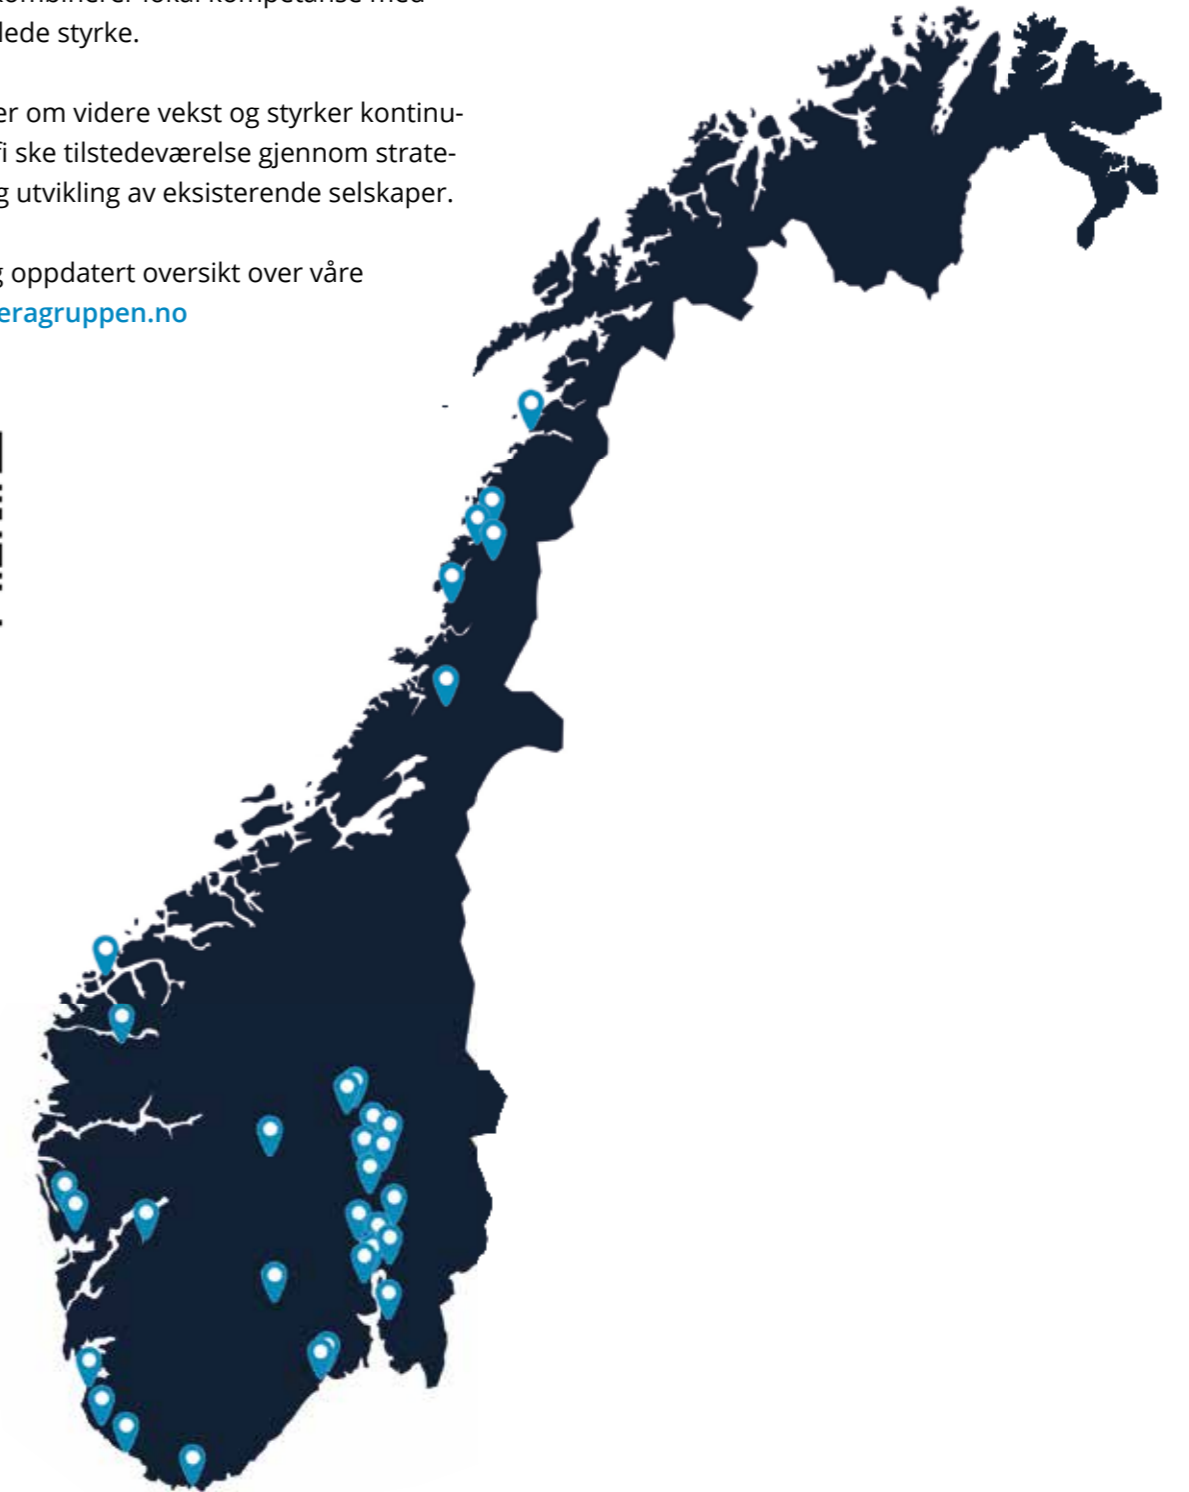 lede styrke.
er om videre vekst og styrker kontinu-
fi ske tilstedeværelse gjennom strate-
g utvikling av eksisterende selskaper.
g oppdatert oversikt over våre
eragruppen.no